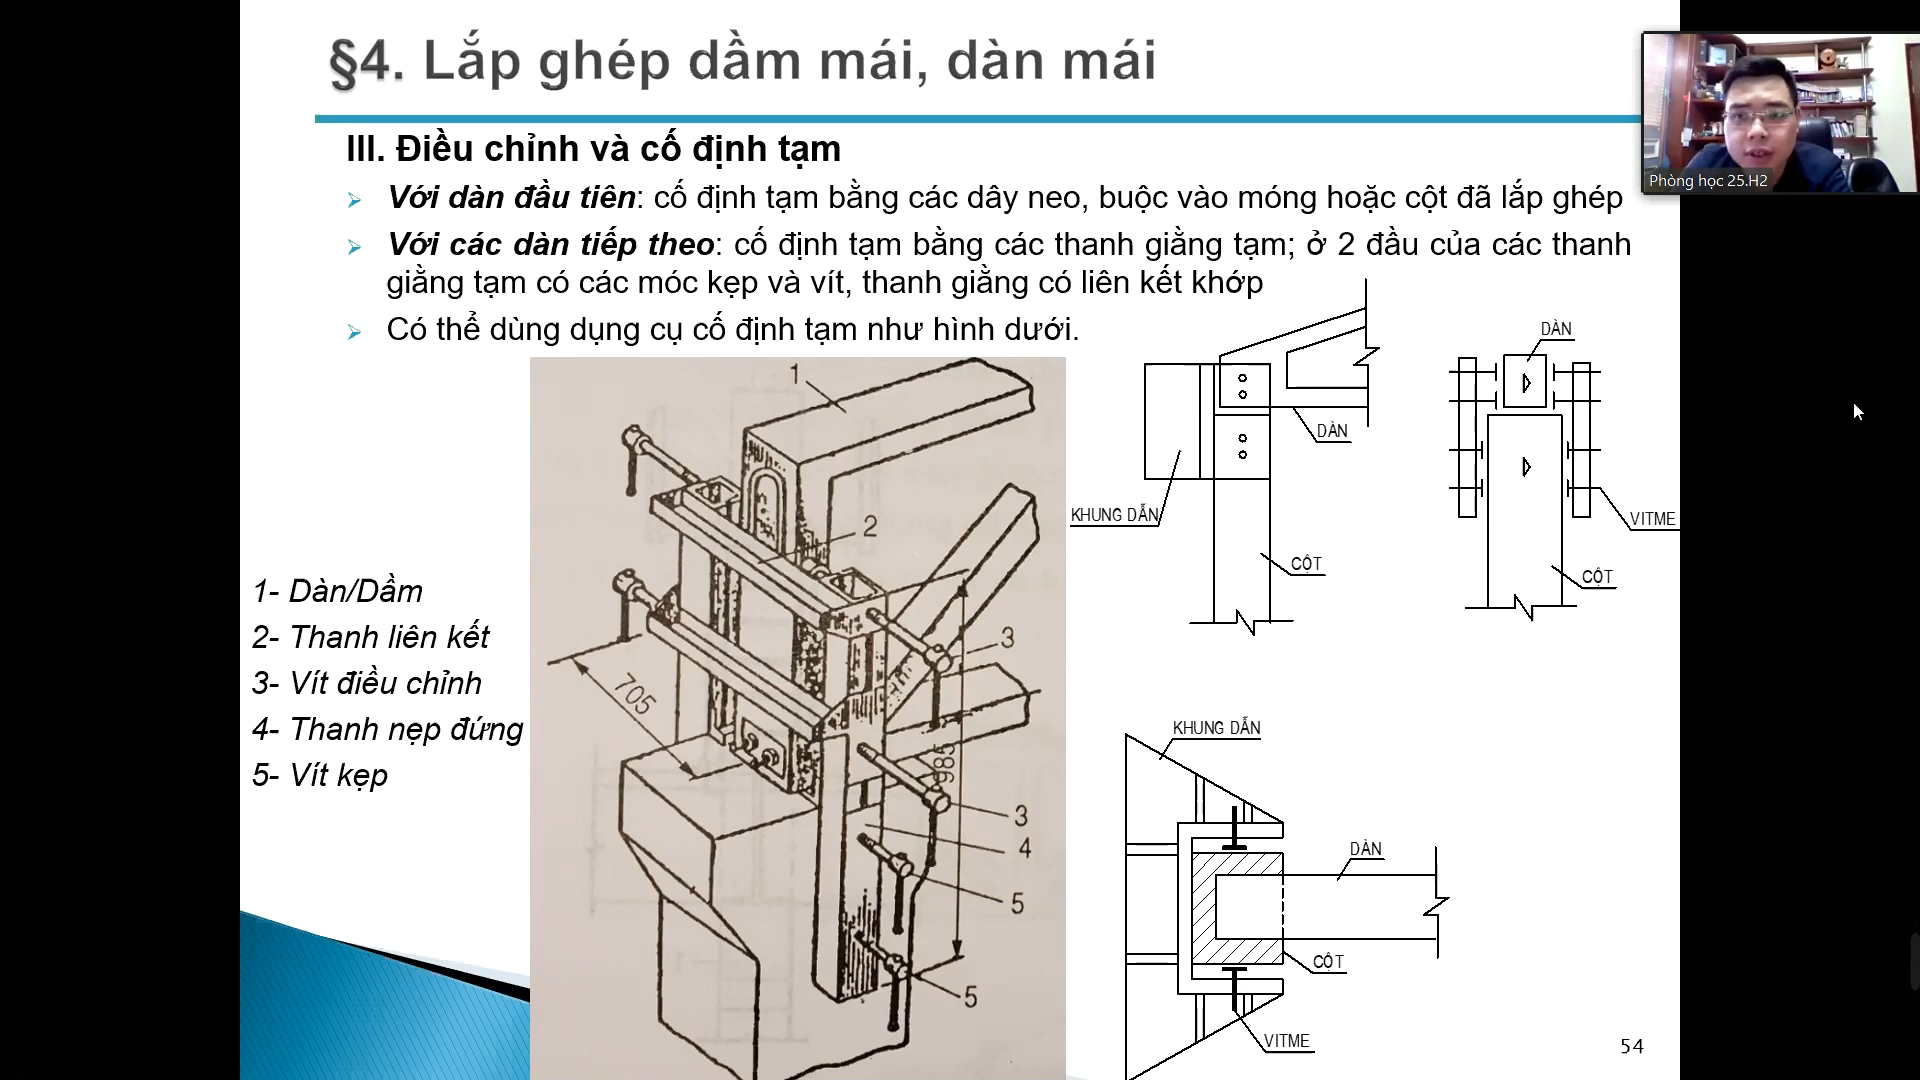 §4. Lắp ghép dầm mái, dàn mái
Phòng học 25.H2
III. Điều chỉnh và cố định tạm
Với dàn đầu tiên: cố định tạm bằng các dây neo, buộc vào móng hoặc cột đã lắp ghép
Với các dàn tiếp theo: cố định tạm bằng các thanh giằng tạm; ở 2 đầu của các thanh
giằng tạm có các móc kẹp và vít, thanh giằng có liên kết khớp
Có thể dùng dụng cụ cố định tạm như hình dưới.
1- Dàn/Dầm
2- Thanh liên kết
3- Vít điều chỉnh
4- Thanh nẹp đứng
5- Vít kẹp
1
2
3
705
985
3
4
5
5
DÀN
KHUNG DẪN
CỘT
DÀN
VITME
CỘT
KHUNG DẪN
DÀN
CỘT
VITME
54